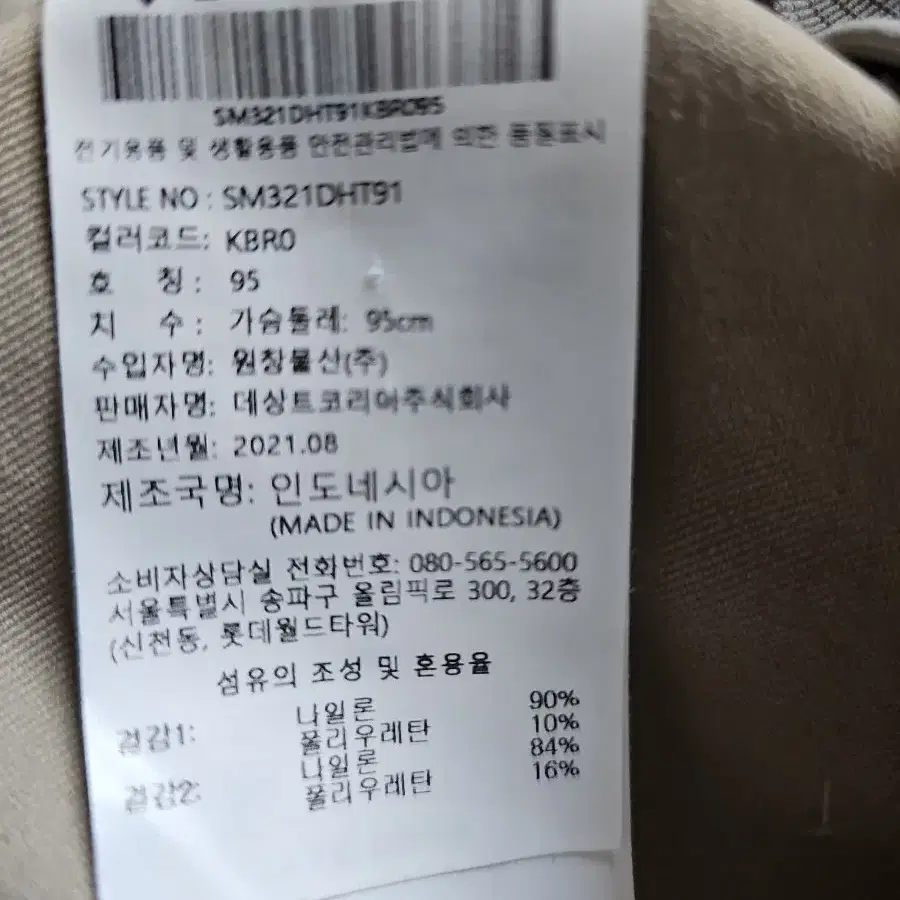 SM321DHT91KBRO95
전기용품 및 생활용품 안전관리법에 의한 품질표시
STYLE NO : SM321DHT91
컬러코드: KBRO
호 칭: 95
치 수: 가슴둘레: 95cm
수입자명: 원창물산(주)
판매자명: 데상트코리아주식회사
제조년월: 2021.08
제조국명: 인도네시아
(MADE IN INDONESIA)
소비자상담실 전화번호: 080-565-5600
서울특별시 송파구 올림픽로 300, 32층
(신천동, 롯데월드타워)
섬유의 조성 및 혼용율
겉감1: 나일론 90%
폴리우레탄 10%
겉감2: 나일론 84%
폴리우레탄 16%